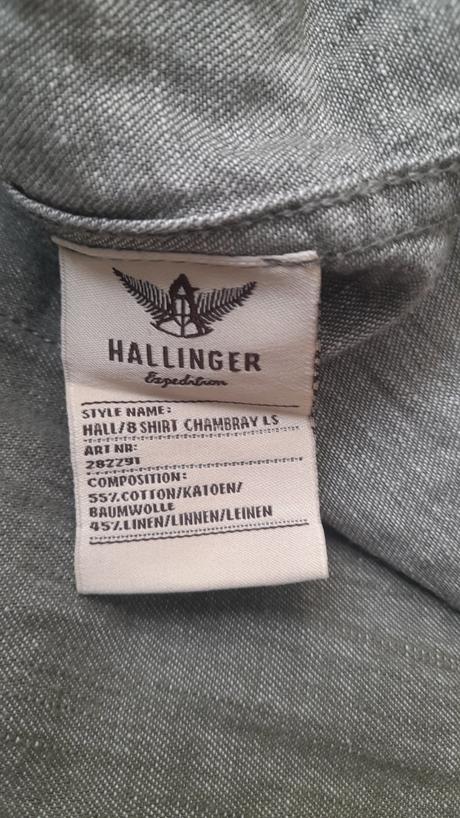 HALLINGER
Expedition
STYLE NAME:
HALL/8 SHIRT CHAMBRAY LS
ART NR:
287291
COMPOSITION:
55%COTTON/KATOEN/
BAUMWOLLE
45%LINEN/LINNEN/LEINEN